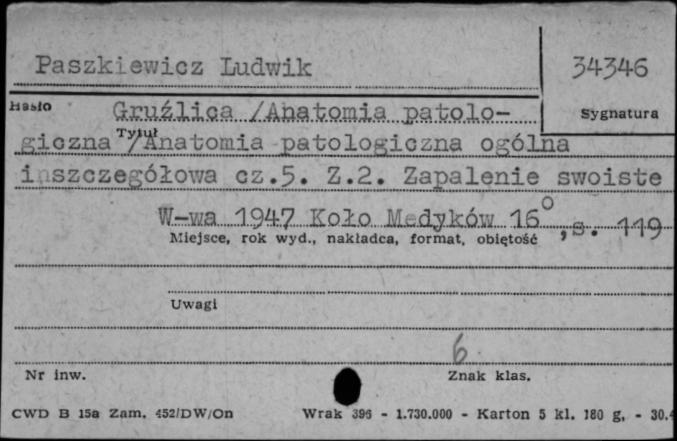 Paszkiewicz Ludwik
34346
Hasło
Sygnatura
Gruźlica /Anatomia patolo-
Tytuł
giczna /Anatomia patologiczna ogólna
i szczegółowa cz.5. Z.2. Zapalenie swoiste
W-wa 1947 Koło Medyków 16°, s. 119
Miejsce, rok wyd., nakładca, format, obiętość
Uwagi
6
Nr inw.
Znak klas.
CWD B 15a Zam. 452/DW/On Wrak 396 - 1.730.000 - Karton 5 kl. 180 g, - 30.4